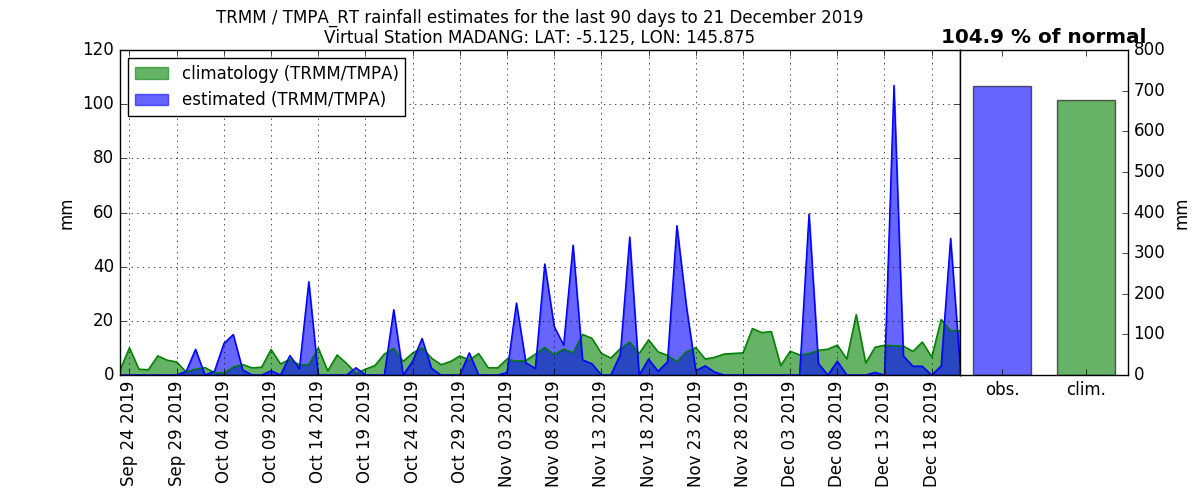 TRMM / TMPA_RT rainfall estimates for the last 90 days to 21 December 2019
Virtual Station MADANG: LAT: -5.125, LON: 145.875
104.9 % of normal
climatology (TRMM/TMPA)
estimated (TRMM/TMPA)
mm
120
100
80
60
40
20
0
Sep 24 2019
Sep 29 2019
Oct 04 2019
Oct 09 2019
Oct 14 2019
Oct 19 2019
Oct 24 2019
Oct 29 2019
Nov 03 2019
Nov 08 2019
Nov 13 2019
Nov 18 2019
Nov 23 2019
Nov 28 2019
Dec 03 2019
Dec 08 2019
Dec 13 2019
Dec 18 2019
obs.
clim.
800
700
600
500
400
300
200
100
0
mm